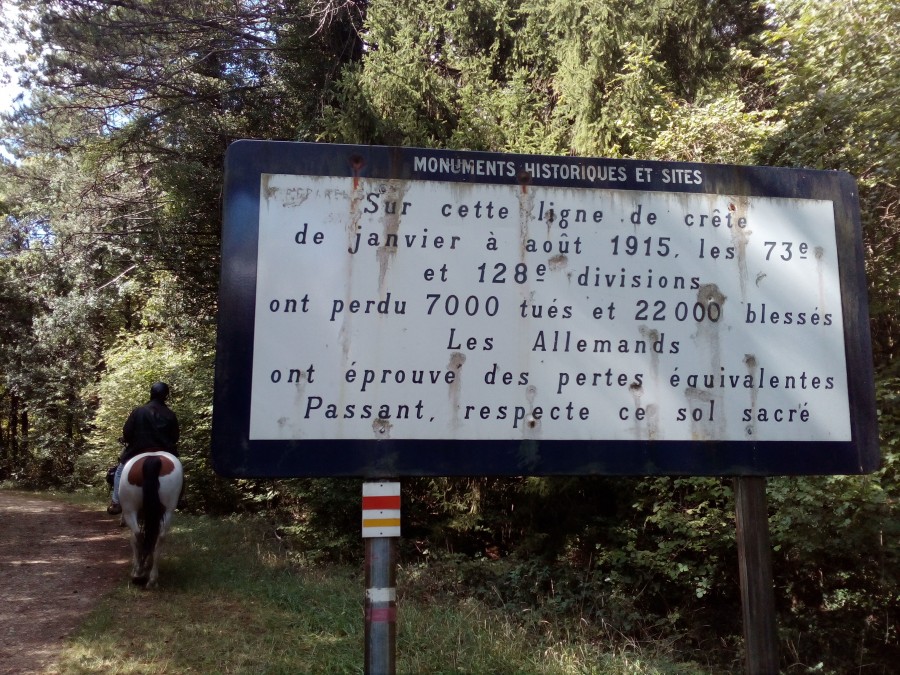 MONUMENTS HISTORIQUES ET SITES
Sur cette ligne de crête
de janvier à août 1915, les 73e
et 128e divisions
ont perdu 7000 tués et 22000 blessés
Les Allemands
ont éprouve des pertes équivalentes
Passant, respecte ce sol sacré